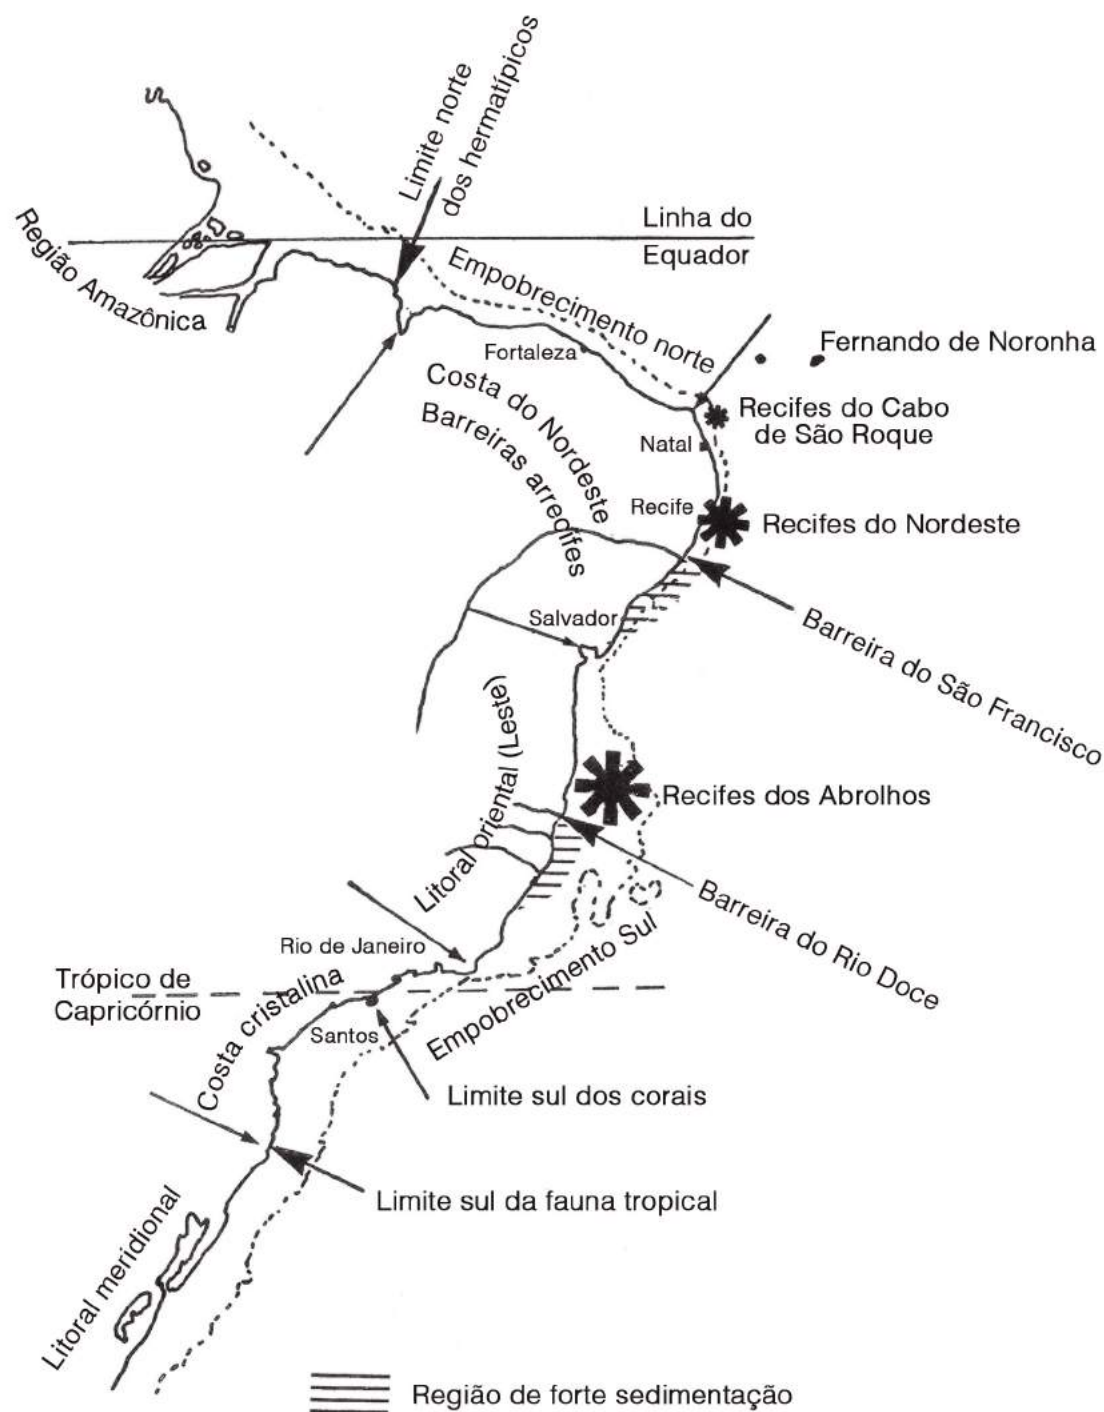 Limite norte
dos hermatípicos
Linha do
Equador
Região Amazônica
Empobrecimento norte
Fernando de Noronha
Fortaleza
Costa do Nordeste
Barreiras arrecifes
Recifes do Cabo
de São Roque
Natal
Recife
Recifes do Nordeste
Salvador
Barreira do São Francisco
Litoral oriental (Leste)
Recifes dos Abrolhos
Barreira do Rio Doce
Rio de Janeiro
Empobrecimento Sul
Trópico de
Capricórnio
Costa cristalina
Santos
Limite sul dos corais
Limite sul da fauna tropical
Litoral meridional
Região de forte sedimentação